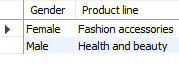 Gender Product line
Female Fashion accessories
Male Health and beauty